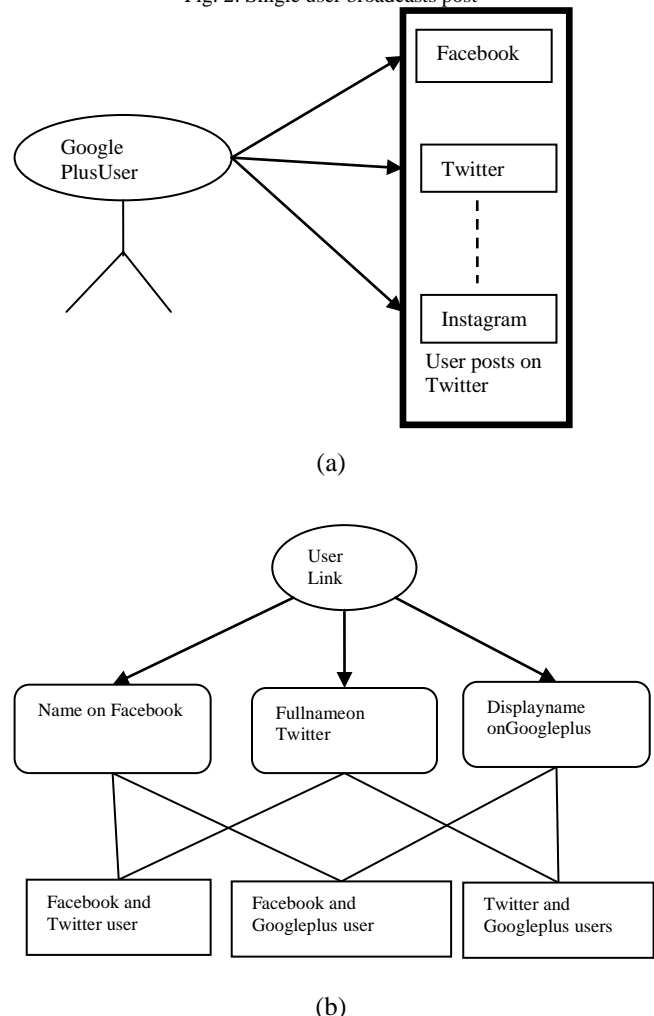 Fig. 2. Single user broadcasts post
Facebook
Google
PlusUser
Twitter
Instagram
User posts on
Twitter
(a)
User
Link
Name on Facebook
Fullnameon
Twitter
Displayname
onGoogleplus
Facebook and
Twitter user
Facebook and
Googleplus user
Twitter and
Googleplus users
(b)